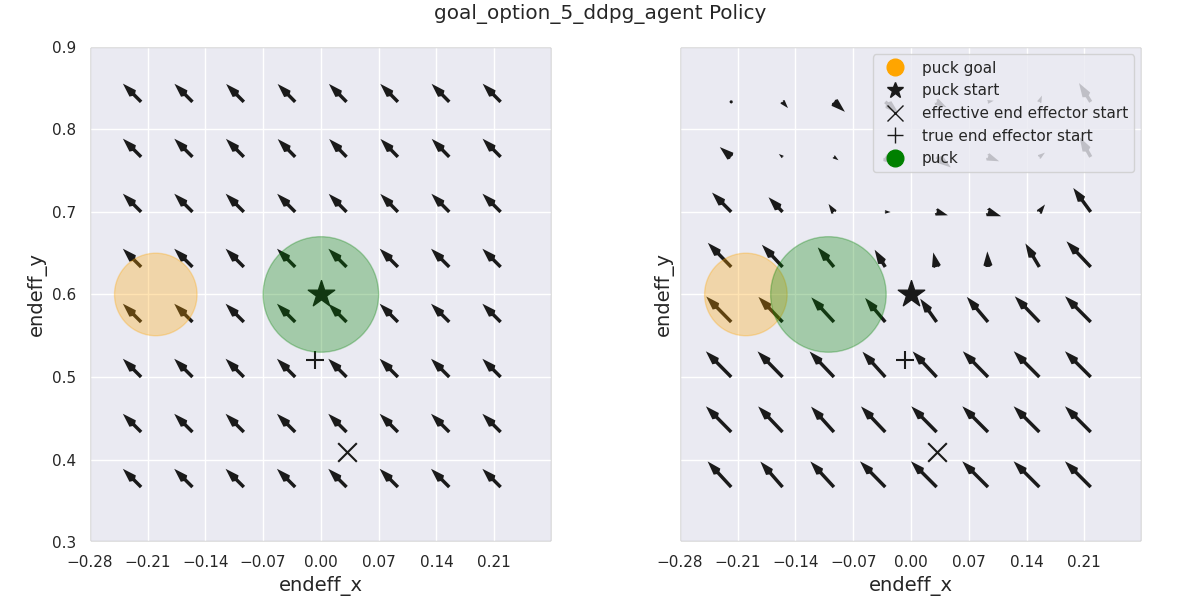 goal_option_5_ddpg_agent Policy
0.9
0.8
0.7
0.6
0.5
0.4
0.3
endeff_y
−0.28 −0.21 −0.14 −0.07 0.00 0.07 0.14 0.21
endeff_x
puck goal
puck start
effective end effector start
true end effector start
puck
endeff_y
−0.28 −0.21 −0.14 −0.07 0.00 0.07 0.14 0.21
endeff_x